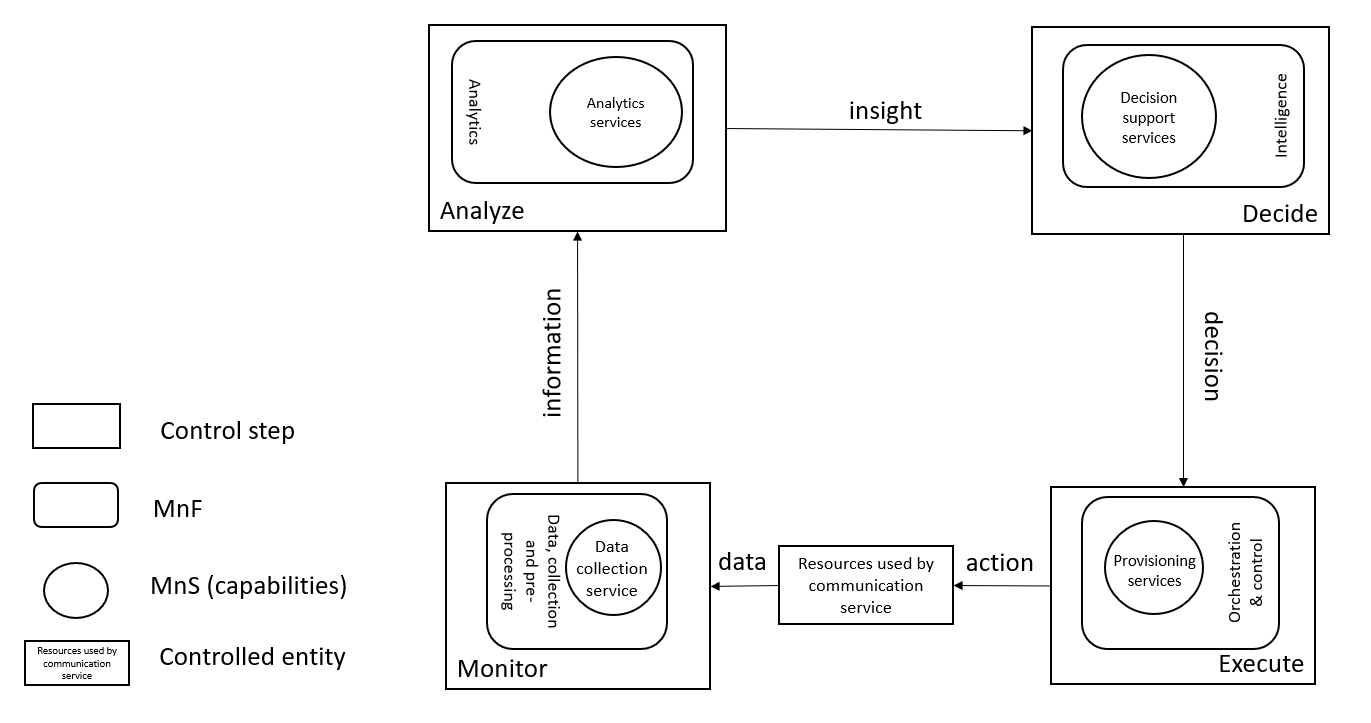 Analytics
Analytics
services
Analyze
insight
Decision
support
services
Intelligence
Decide
information
decision
Control step
MnF
MnS (capabilities)
Resources used by
communication
service
Controlled entity
Data, collection
and pre-
processing
Data
collection
service
Monitor
data
Resources used by
communication
service
action
Provisioning
services
Orchestration
& control
Execute